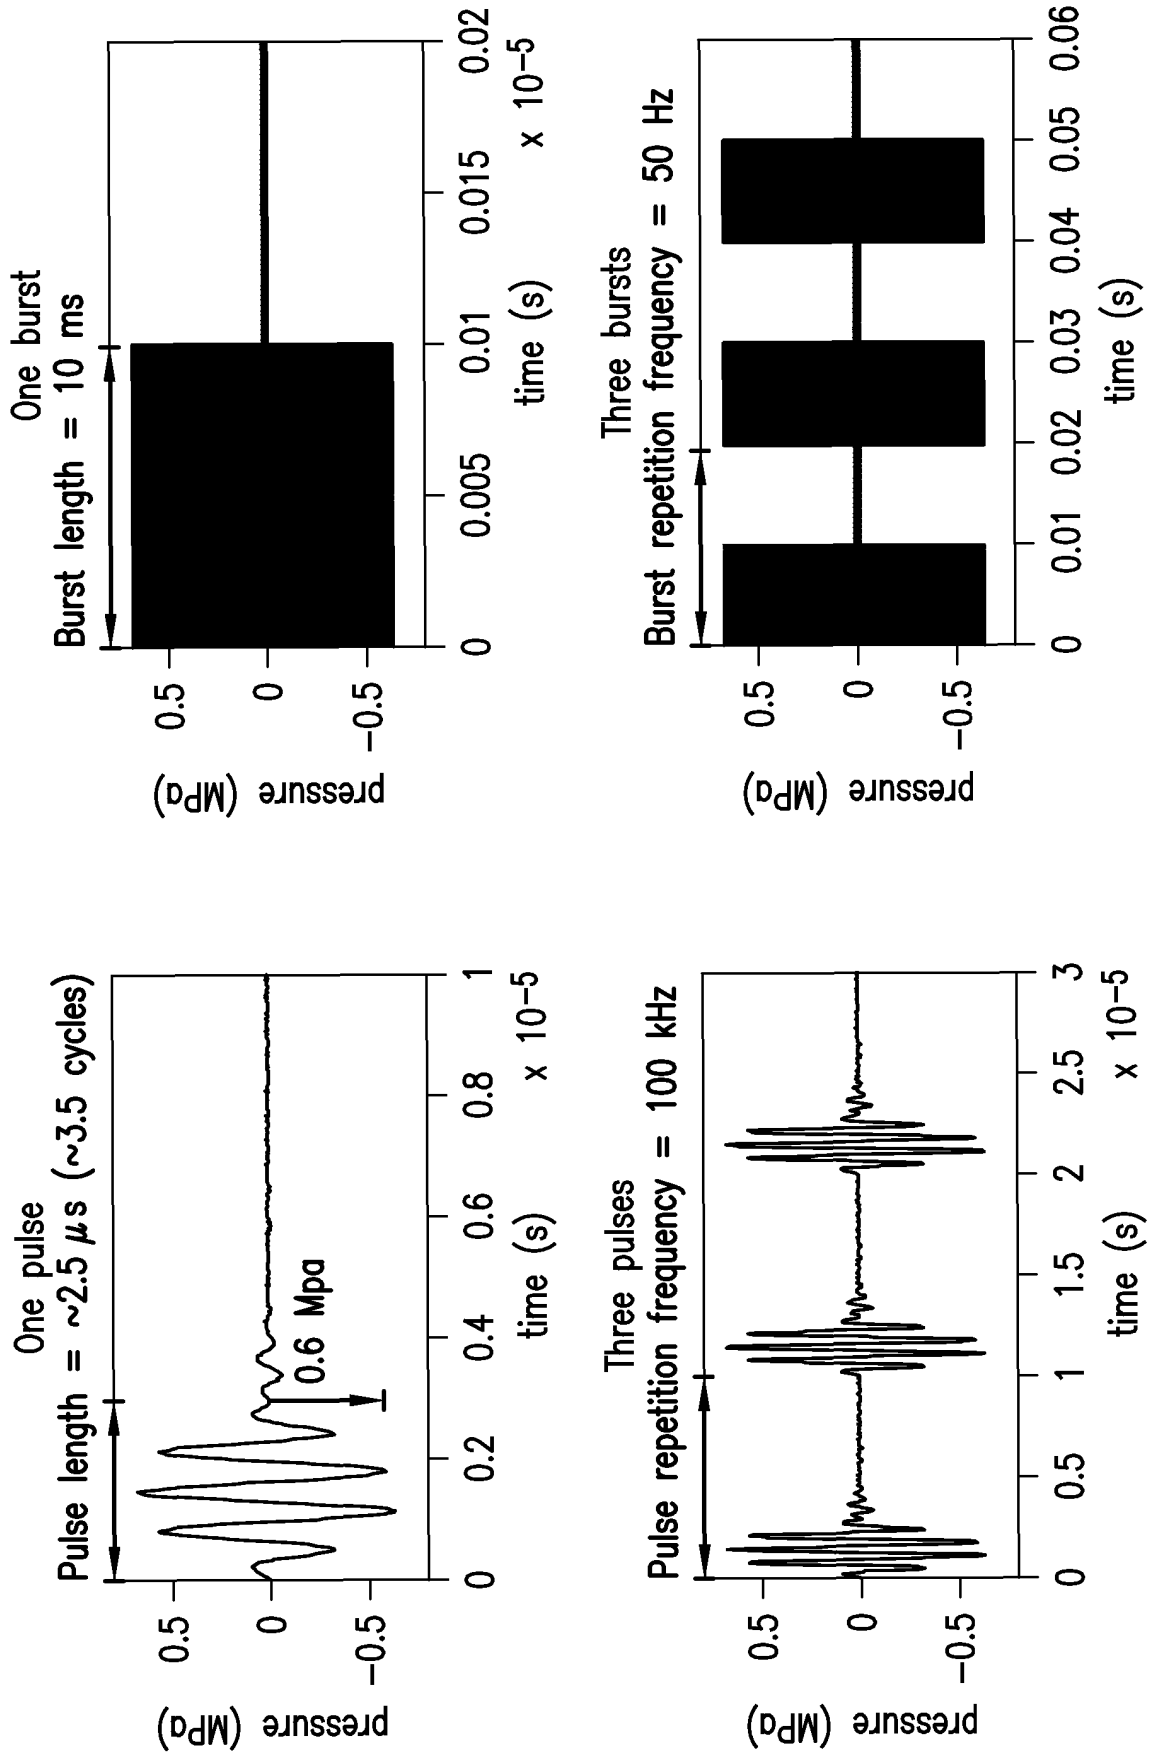 One pulse
Pulse length = ~2.5 μs (~3.5 cycles)
pressure
(MPa)
0.5
0
−0.5
0.6 Mpa
0 0.2 0.4 0.6 0.8 1
time (s)
x 10−5
One burst
Burst length = 10 ms
pressure
(MPa)
0.5
0
−0.5
0 0.005 0.01 0.015 0.02
time (s)
x 10−5
Three pulses
Pulse repetition frequency = 100 kHz
pressure
(MPa)
0.5
0
−0.5
0 0.5 1 1.5 2 2.5 3
time (s)
x 10−5
Three bursts
Burst repetition frequency = 50 Hz
pressure
(MPa)
0.5
0
−0.5
0 0.01 0.02 0.03 0.04 0.05 0.06
time (s)